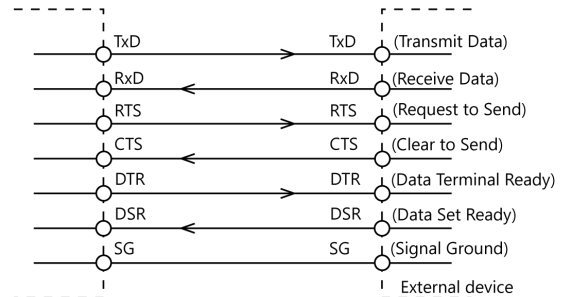 TxD TxD (Transmit Data)
RxD RxD (Receive Data)
RTS RTS (Request to Send)
CTS CTS (Clear to Send)
DTR DTR (Data Terminal Ready)
DSR DSR (Data Set Ready)
SG SG (Signal Ground)
External device